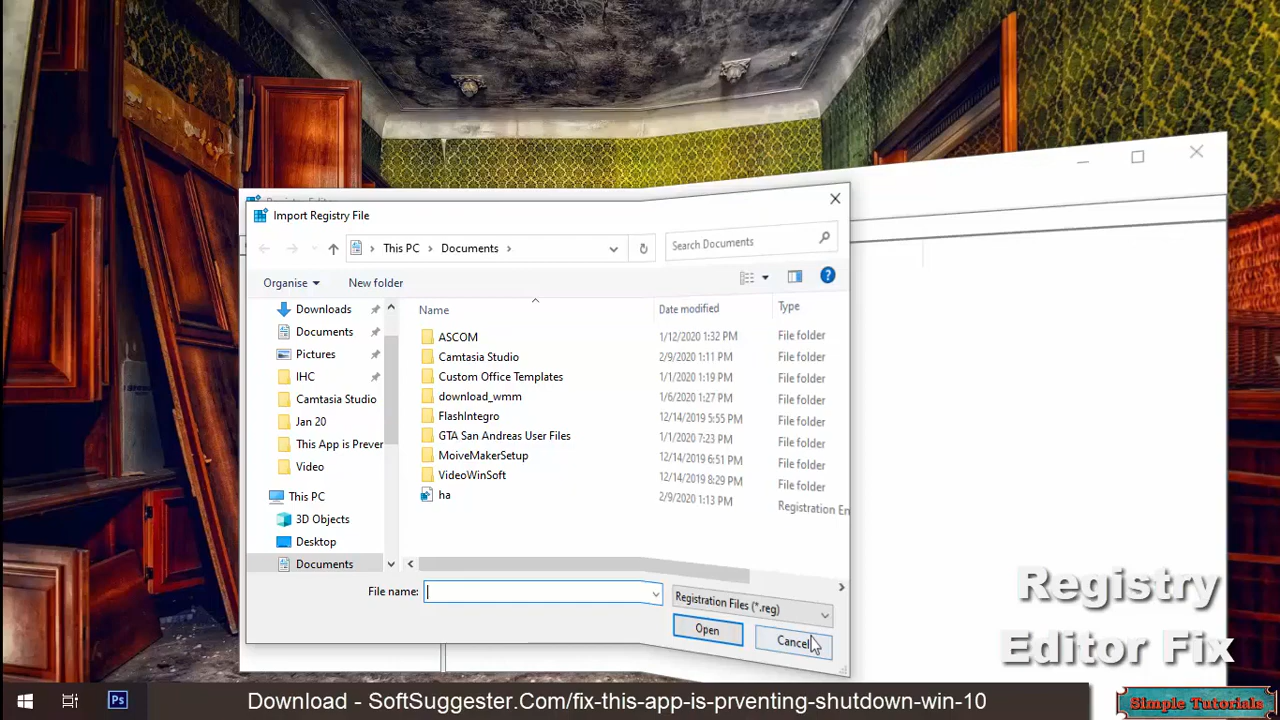 Import Registry File
This PC
Documents
Search Documents
Organise
New folder
Name
Date modified
Type
Downloads
Documents
Pictures
IHC
Camtasia Studio
Jan 20
This App is Prever
Video
This PC
3D Objects
Desktop
Documents
ASCOM 1/12/2020 1:32 PM File folder
Camtasia Studio 2/9/2020 1:11 PM File folder
Custom Office Templates 1/1/2020 1:19 PM File folder
download_wmm 1/6/2020 1:27 PM File folder
FlashIntegro 12/14/2019 5:55 PM File folder
GTA San Andreas User Files 1/1/2020 7:23 PM File folder
MoiveMakerSetup 12/14/2019 6:51 PM File folder
VideoWinSoft 12/14/2019 8:29 PM File folder
ha 2/9/2020 1:13 PM Registration En
File name:
Registration Files (*.reg)
Open
Cancel
Registry
Editor Fix
Ps
Download - SoftSuggester.Com/fix-this-app-is-prventing-shutdown-win-10
Simple Tutorials